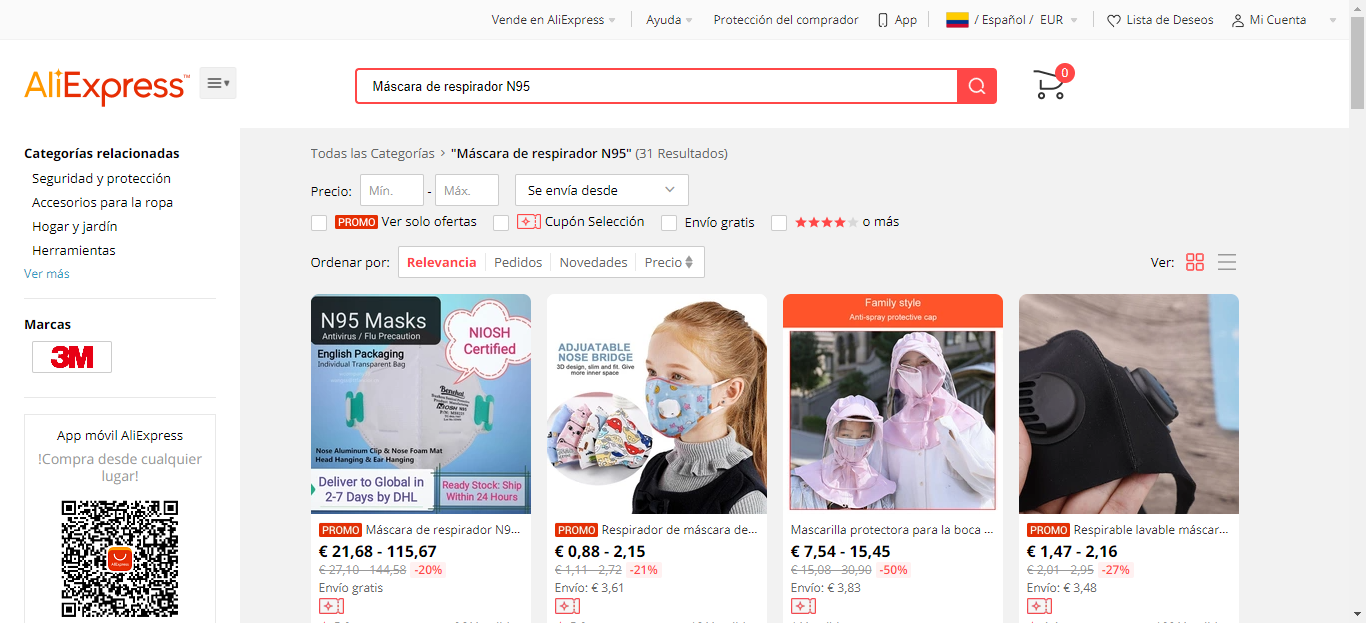 Vende en AliExpress
Ayuda
Protección del comprador
App
/ Español / EUR
Lista de Deseos
Mi Cuenta
AliExpress™
Máscara de respirador N95
0
Categorías relacionadas
Seguridad y protección
Accesorios para la ropa
Hogar y jardín
Herramientas
Ver más
Marcas
3M
App móvil AliExpress
!Compra desde cualquier
lugar!
Todas las Categorías > "Máscara de respirador N95" (31 Resultados)
Precio: Mín. - Máx. Se envía desde
PROMO Ver solo ofertas Cupón Selección Envío gratis o más
Ordenar por: Relevancia Pedidos Novedades Precio
Ver:
N95 Masks
Antivirus / Flu Precaution
NIOSH
Certified
English Packaging
Individual Transparent Bag
Nose Aluminum Clip & Nose Foam Mat
Head Hanging & Ear Hanging
Deliver to Global in
2-7 Days by DHL
Ready Stock: Ship
Within 24 Hours
PROMO Máscara de respirador N9...
€ 21,68 - 115,67
€ 27,10 - 144,58 -20%
Envío gratis
ADJUATABLE
NOSE BRIDGE
3D design, slim and fit. Give
more inner space
PROMO Respirador de máscara de...
€ 0,88 - 2,15
€ 1,11 - 2,72 -21%
Envío: € 3,61
Family style
Anti-spray protective cap
Mascarilla protectora para la boca ...
€ 7,54 - 15,45
€ 15,08 - 30,90 -50%
Envío: € 3,83
PROMO Respirable lavable máscar...
€ 1,47 - 2,16
€ 2,01 - 2,95 -27%
Envío: € 3,48